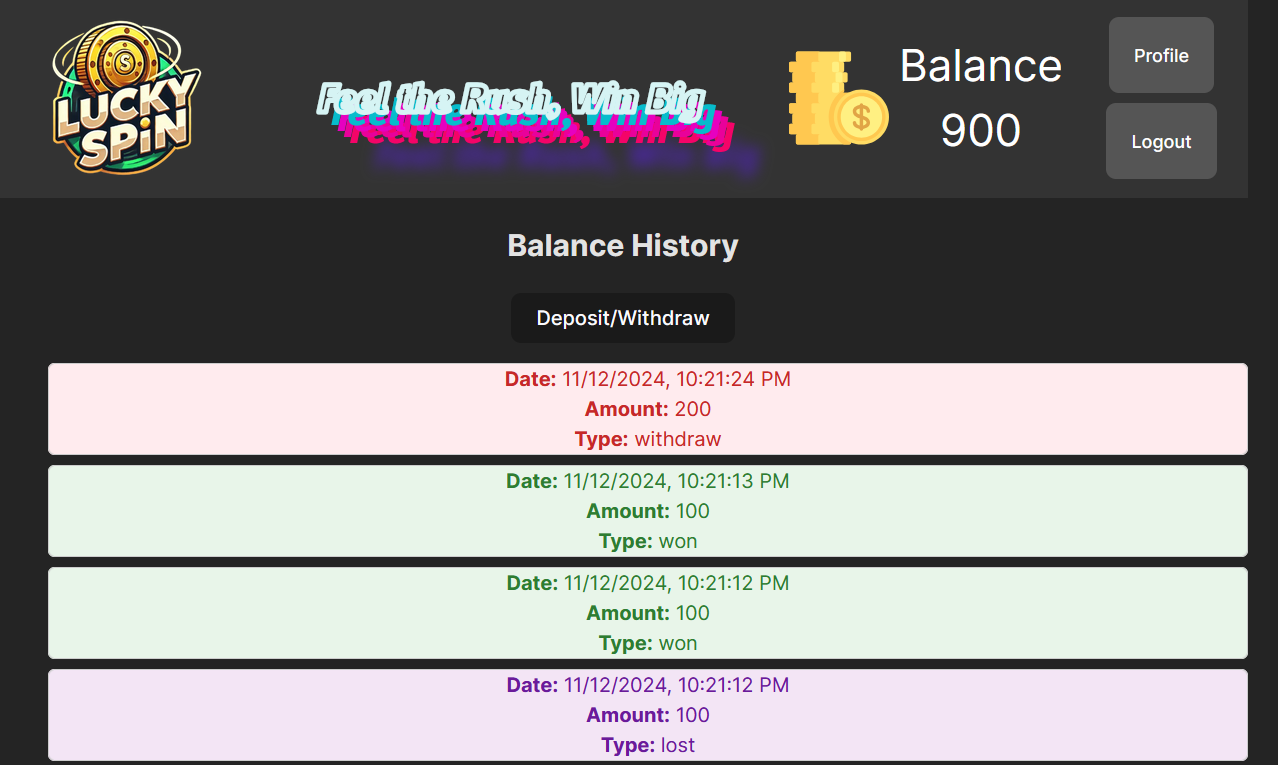 LUCKY
SPiN
Feel the Rush, Win Big
Balance
900
Profile
Logout
Balance History
Deposit/Withdraw
Date: 11/12/2024, 10:21:24 PM
Amount: 200
Type: withdraw
Date: 11/12/2024, 10:21:13 PM
Amount: 100
Type: won
Date: 11/12/2024, 10:21:12 PM
Amount: 100
Type: won
Date: 11/12/2024, 10:21:12 PM
Amount: 100
Type: lost